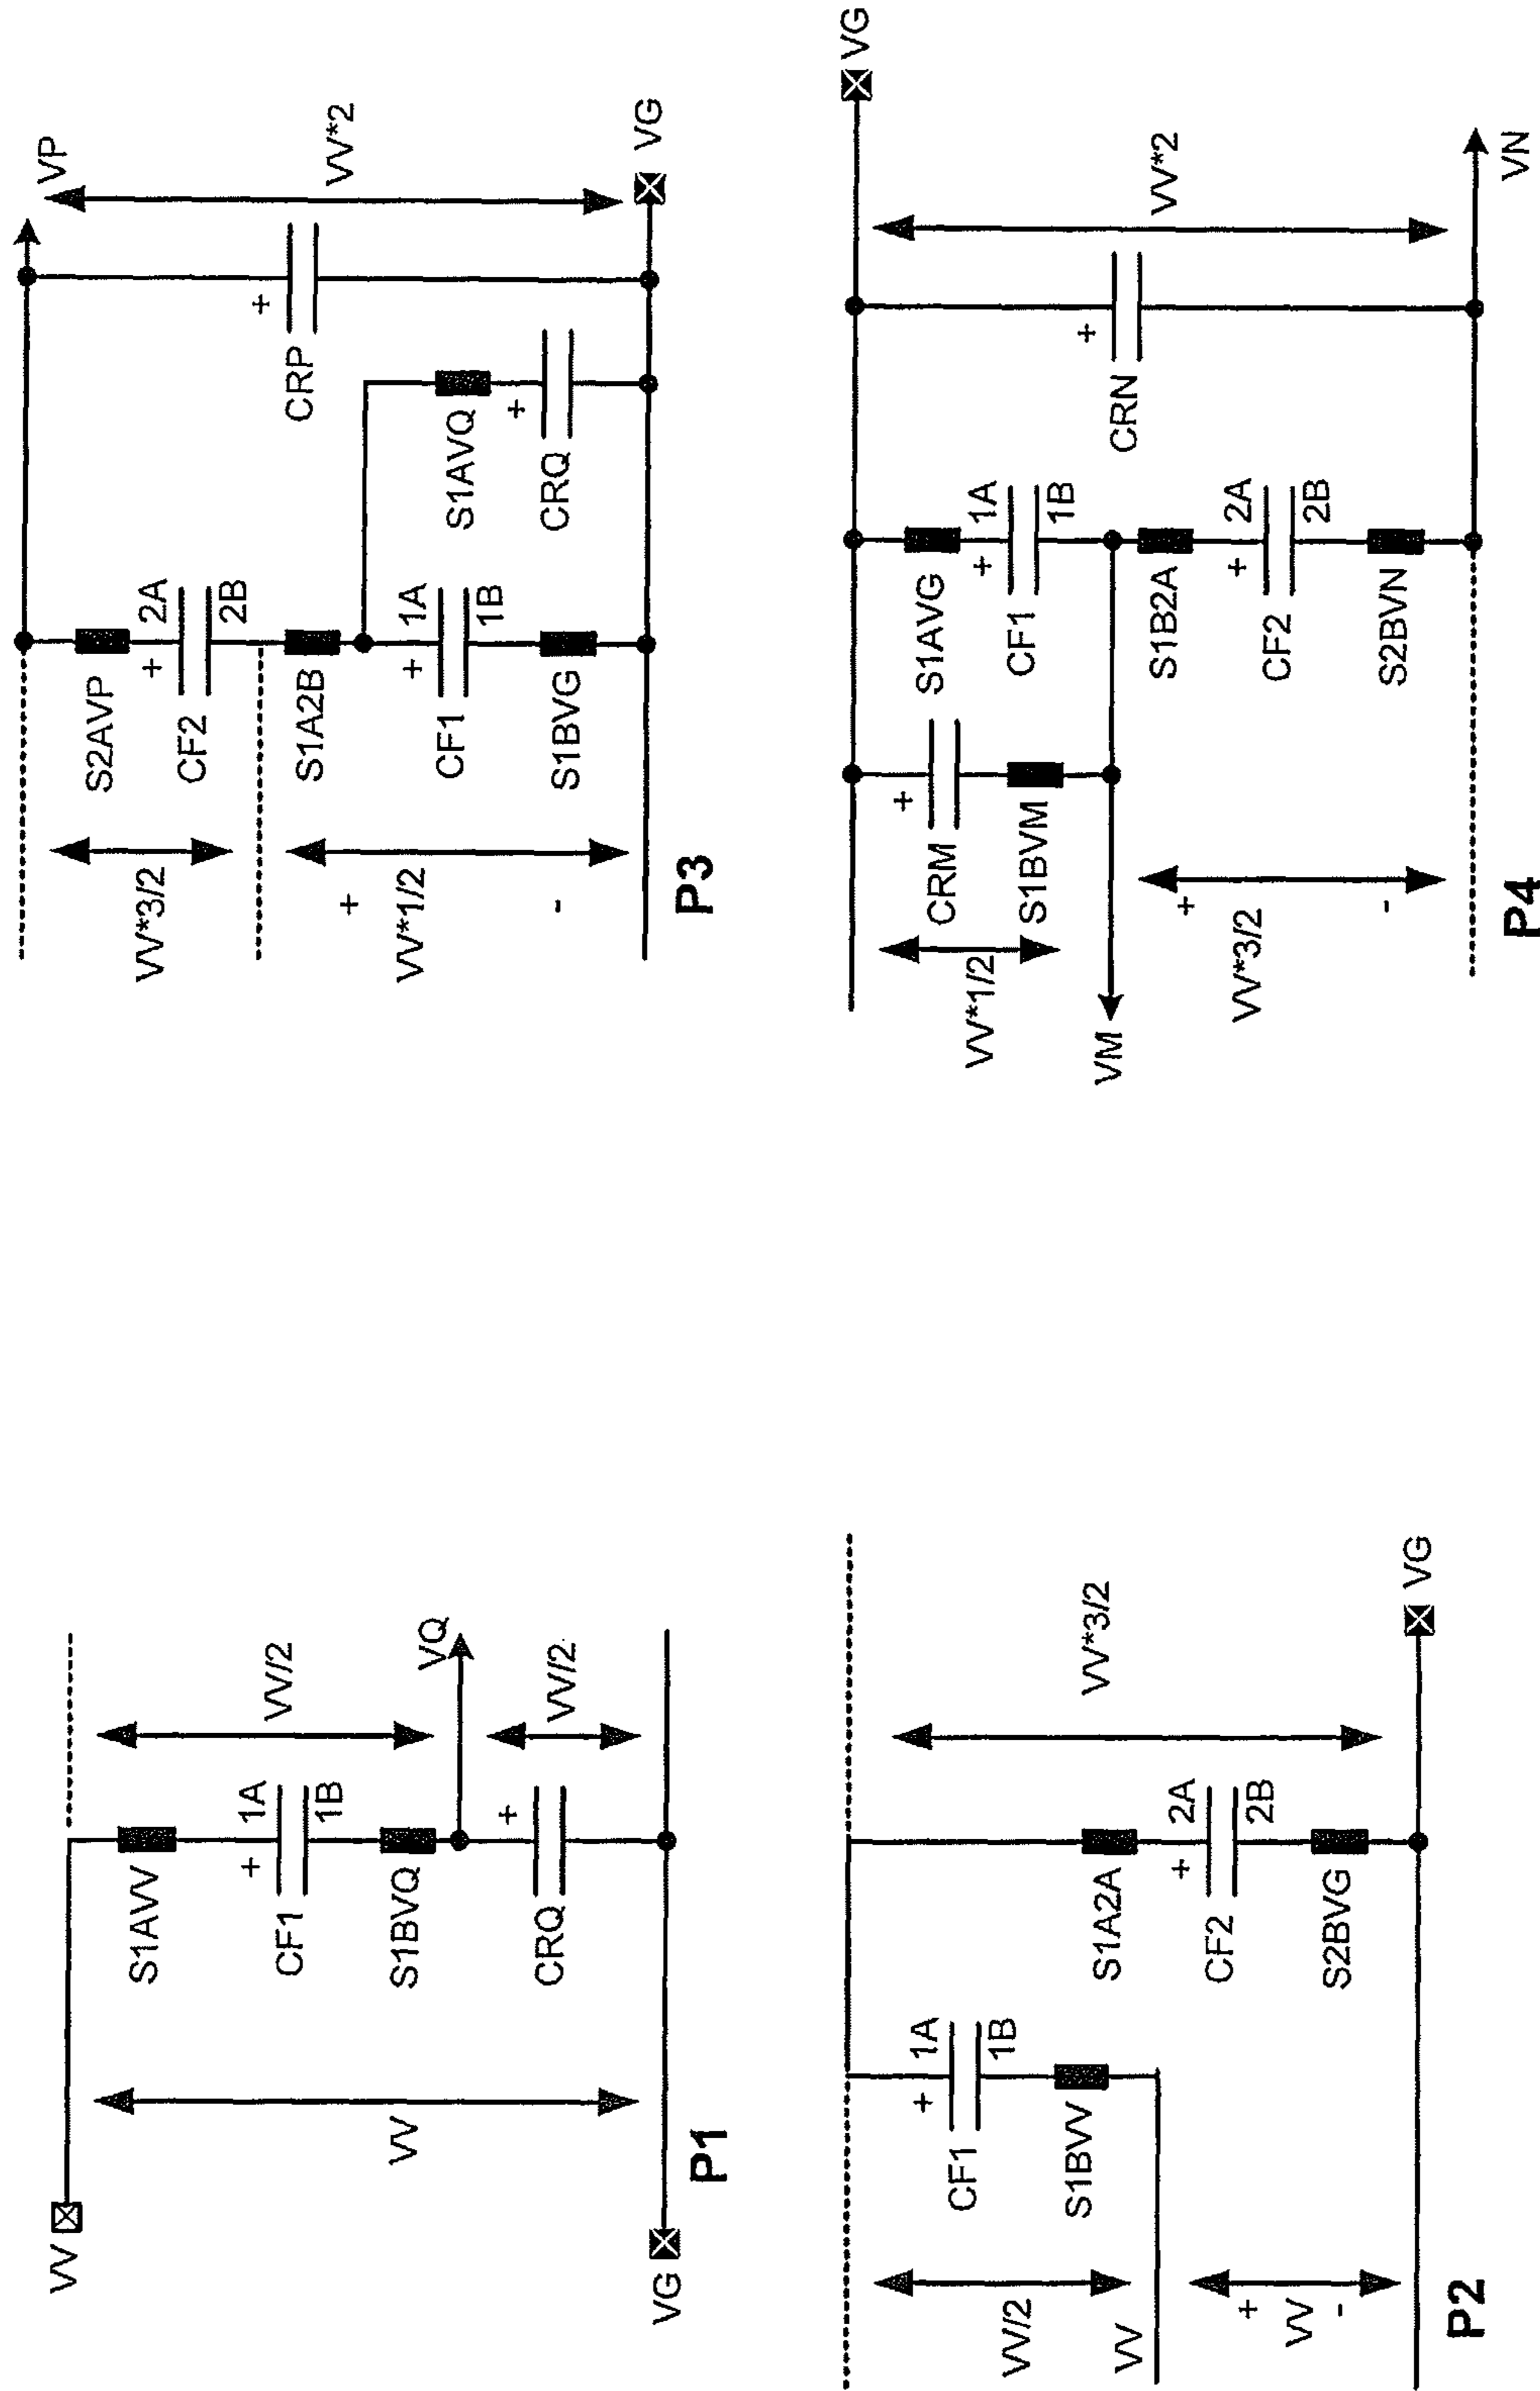 VV
VV
S1AVV
CF1
+
1A
1B
S1BVQ
CRQ
+
VV/2
VQ
VV/2
VG
P1
VV/2
VV
+
VV
-
CF1
+
1A
1B
S1BVV
S1A2A
+
2A
CF2
2B
S2BVG
VV*3/2
VG
P2
VV*3/2
+
VV*1/2
-
S2AVP
+
2A
CF2
2B
S1A2B
+
1A
CF1
1B
S1BVG
S1AVQ
+
CRQ
CRP
+
VP
VV*2
VG
P3
VM
VV*1/2
+
VV*3/2
-
+
CRM
S1BVM
S1AVG
+
1A
CF1
1B
S1B2A
+
2A
CF2
2B
S2BVN
CRN
+
VV*2
VG
VN
P4